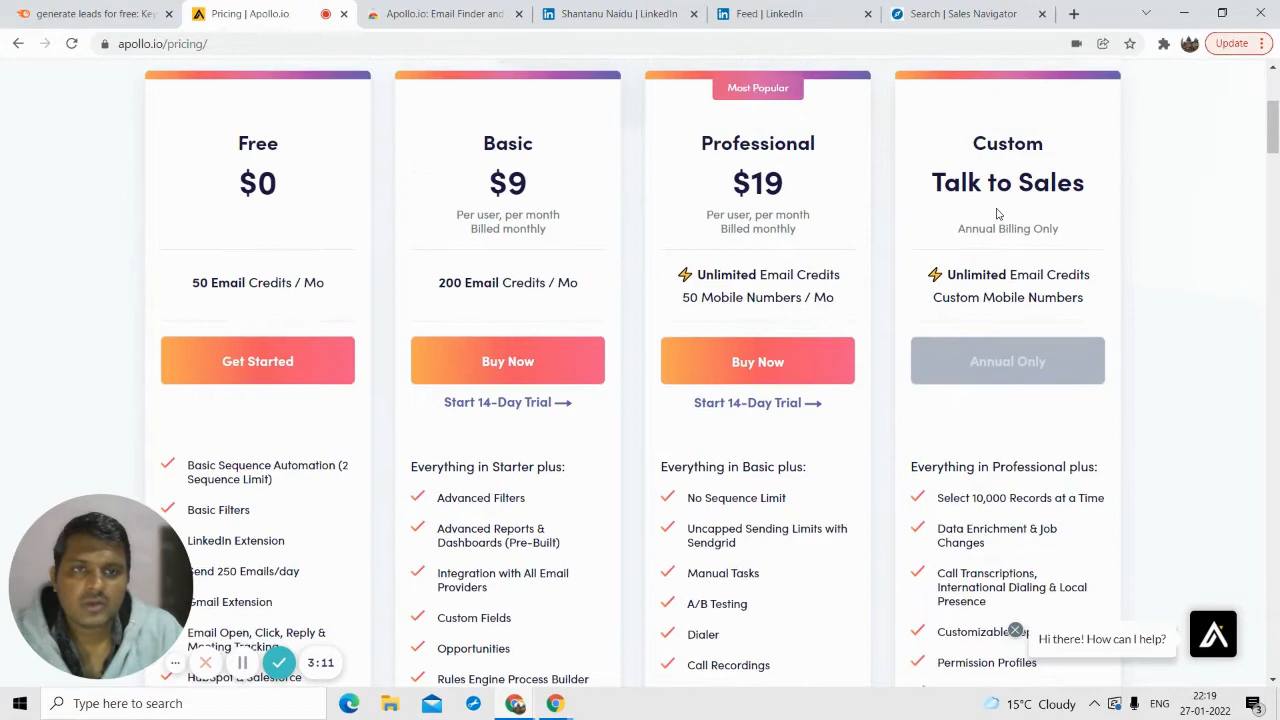 generate leads for free: Key
Pricing | Apollo.io
Apollo.io: Email Finder and
Shantanu Naidu | LinkedIn
Feed | LinkedIn
Search | Sales Navigator
apollo.io/pricing/
Update
Most Popular
Free
$0
50 Email Credits / Mo
Get Started
Basic Sequence Automation (2
Sequence Limit)
Basic Filters
LinkedIn Extension
Send 250 Emails/day
Gmail Extension
Email Open, Click, Reply &
Meeting Tracking
HubSpot & Salesforce
Basic
$9
Per user, per month
Billed monthly
200 Email Credits / Mo
Buy Now
Start 14-Day Trial
Everything in Starter plus:
Advanced Filters
Advanced Reports &
Dashboards (Pre-Built)
Integration with All Email
Providers
Custom Fields
Opportunities
Rules Engine Process Builder
Professional
$19
Per user, per month
Billed monthly
Unlimited Email Credits
50 Mobile Numbers / Mo
Buy Now
Start 14-Day Trial
Everything in Basic plus:
No Sequence Limit
Uncapped Sending Limits with
Sendgrid
Manual Tasks
A/B Testing
Dialer
Call Recordings
Custom
Talk to Sales
Annual Billing Only
Unlimited Email Credits
Custom Mobile Numbers
Annual Only
Everything in Professional plus:
Select 10,000 Records at a Time
Data Enrichment & Job
Changes
Call Transcriptions,
International Dialing & Local
Presence
Customizable
Permission Profiles
Hi there! How can I help?
3:11
Type here to search
15°C Cloudy
ENG
22:19
27-01-2022
3